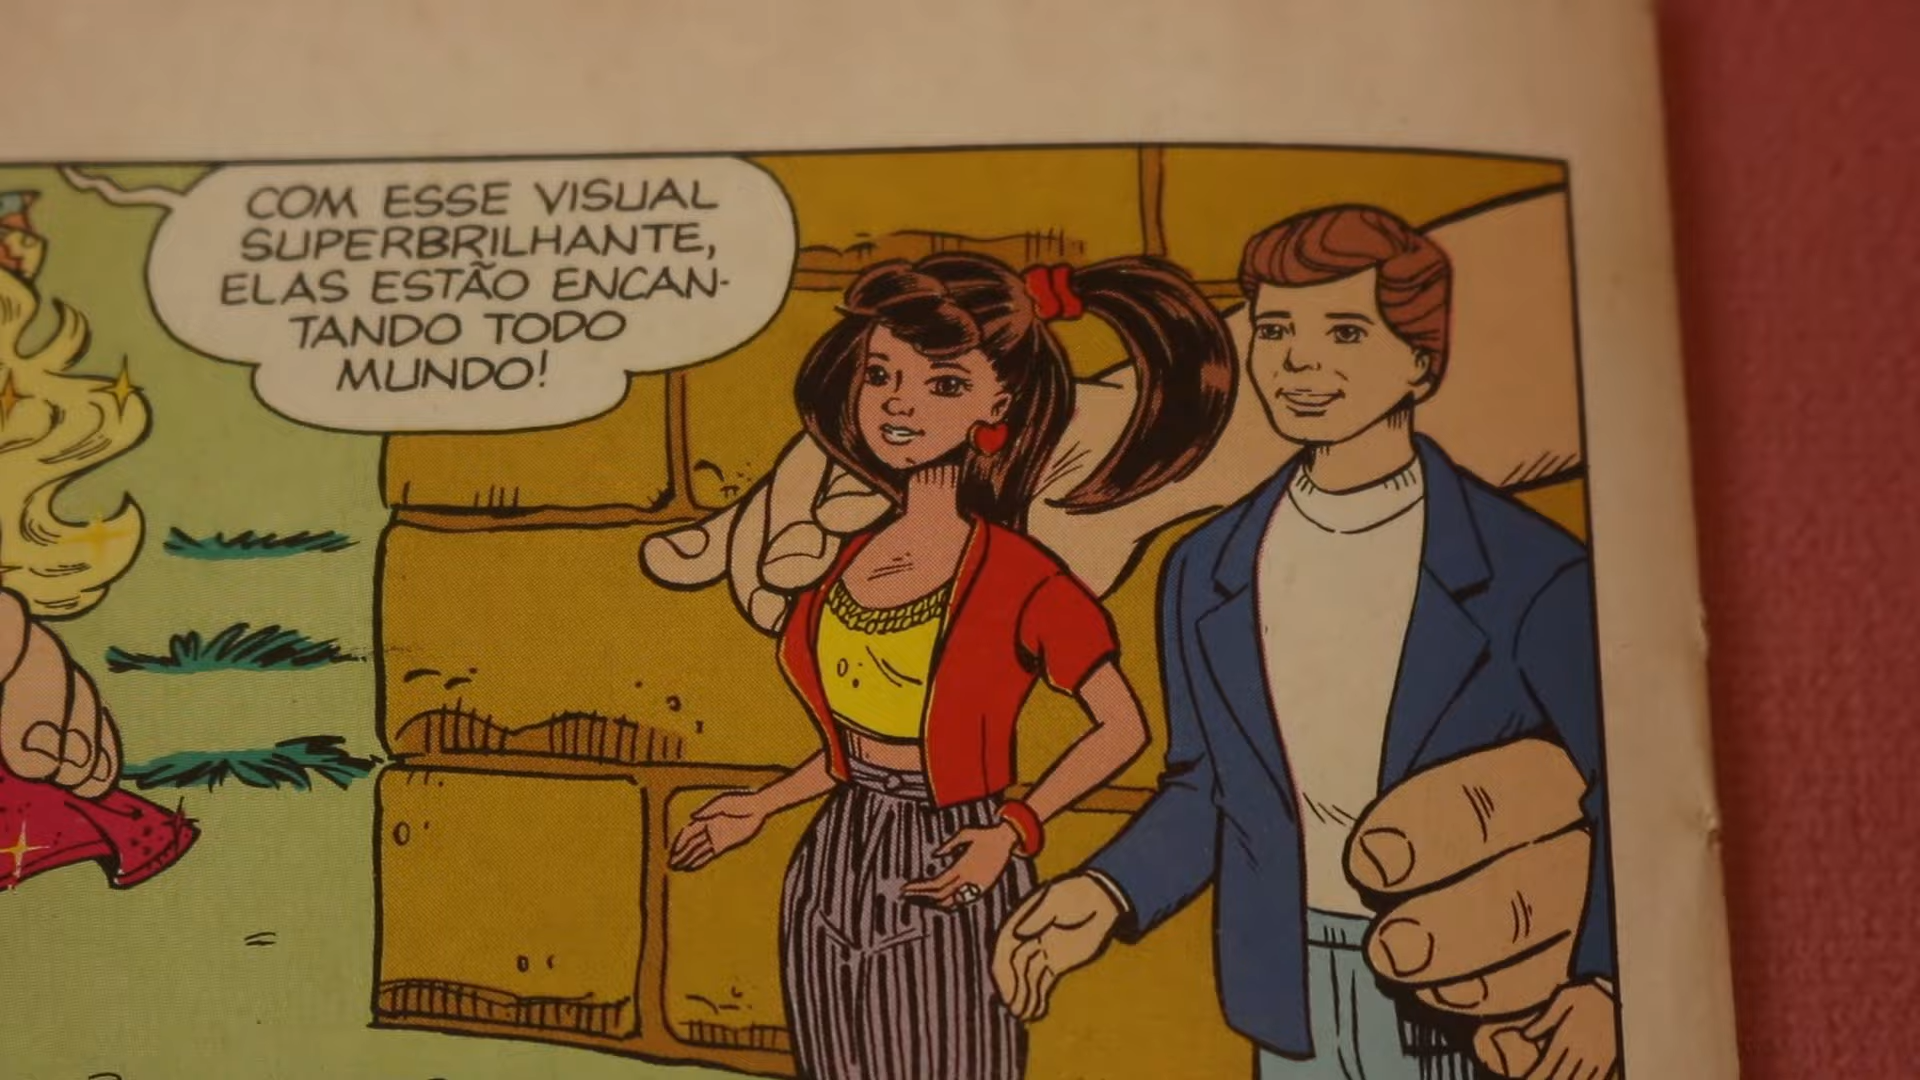 COM ESSE VISUAL
SUPERBRILHANTE,
ELAS ESTÃO ENCAN-
TANDO TODO
MUNDO!